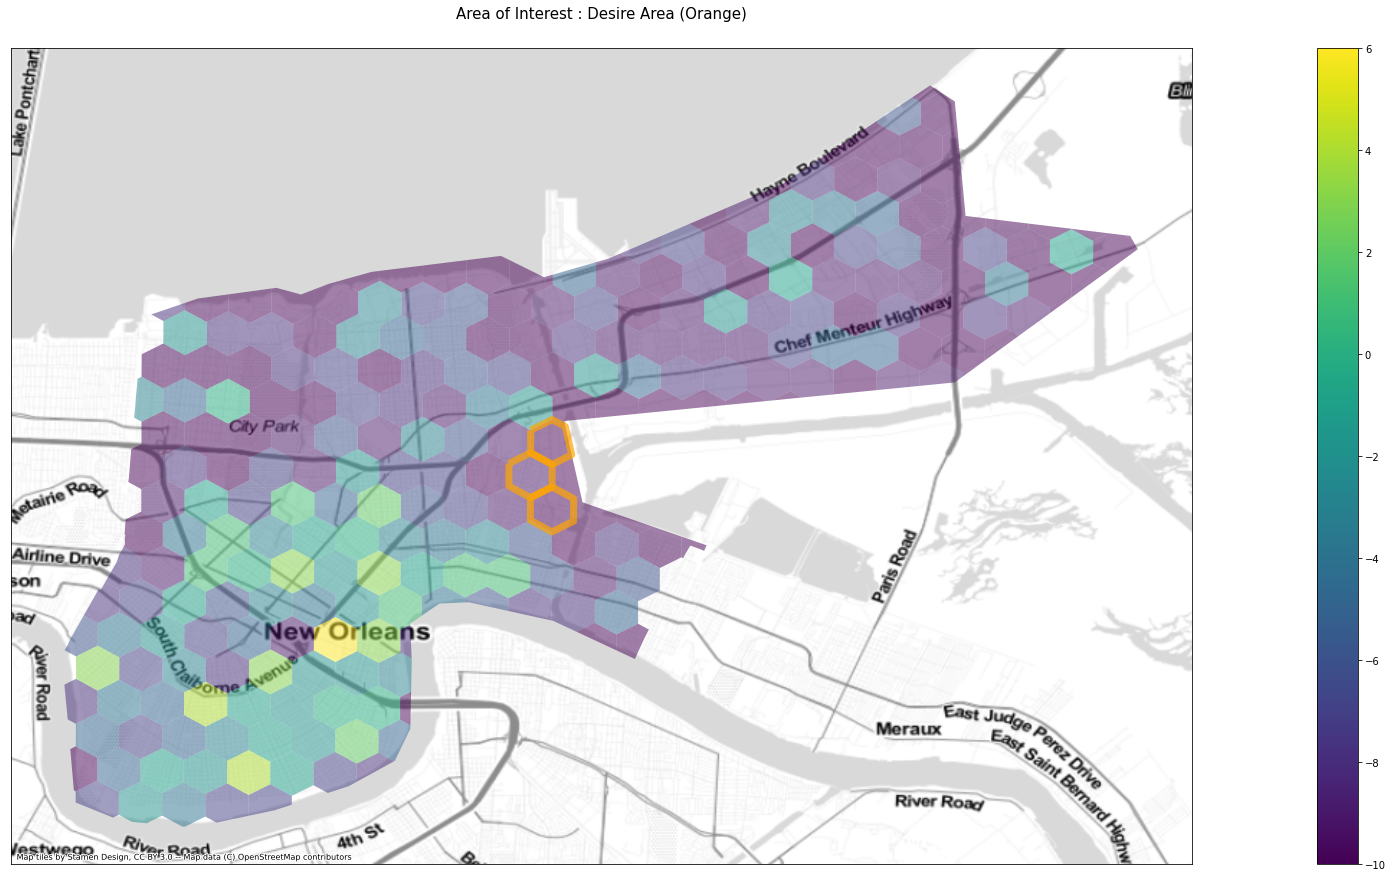 Area of Interest : Desire Area (Orange)
Lake Pontchart
Hayne Boulevard
Chef Menteur Highway
City Park
Metairie Road
Airline Drive
son
oad
River Road
South Claiborne Avenue
New Orleans
Paris Road
Meraux
East Judge Perez Drive
East Saint Bernard Highw
River Road
4th St
River Road
Westwego
Map tiles by Stamen Design, CC BY 3.0 -- Map data (C) OpenStreetMap contributors
6
4
2
0
−2
−4
−6
−8
−10